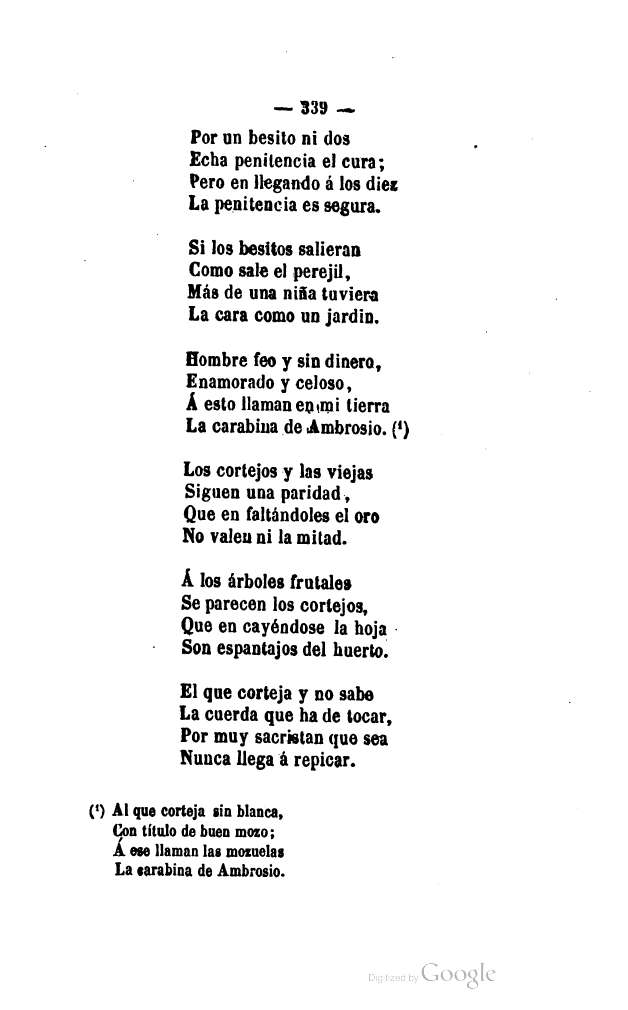 — 339 —
Por un besito ni dos
Echa penitencia el cura;
Pero en llegando á los diez
La penitencia es segura.
Si los besitos salieran
Como sale el perejil,
Más de una niña tuviera
La cara como un jardin.
Hombre feo y sin dinero,
Enamorado y celoso,
Á esto llaman en mi tierra
La carabina de Ambrosio. (¹)
Los cortejos y las viejas
Siguen una paridad,
Que en faltándoles el oro
No valen ni la mitad.
Á los árboles frutales
Se parecen los cortejos,
Que en cayéndose la hoja
Son espantajos del huerto.
El que corteja y no sabe
La cuerda que ha de tocar,
Por muy sacristan que sea
Nunca llega á repicar.
(¹) Al que corteja sin blanca,
Con título de buen mozo;
Á ese llaman las mozuelas
La carabina de Ambrosio.
Digitized by Google